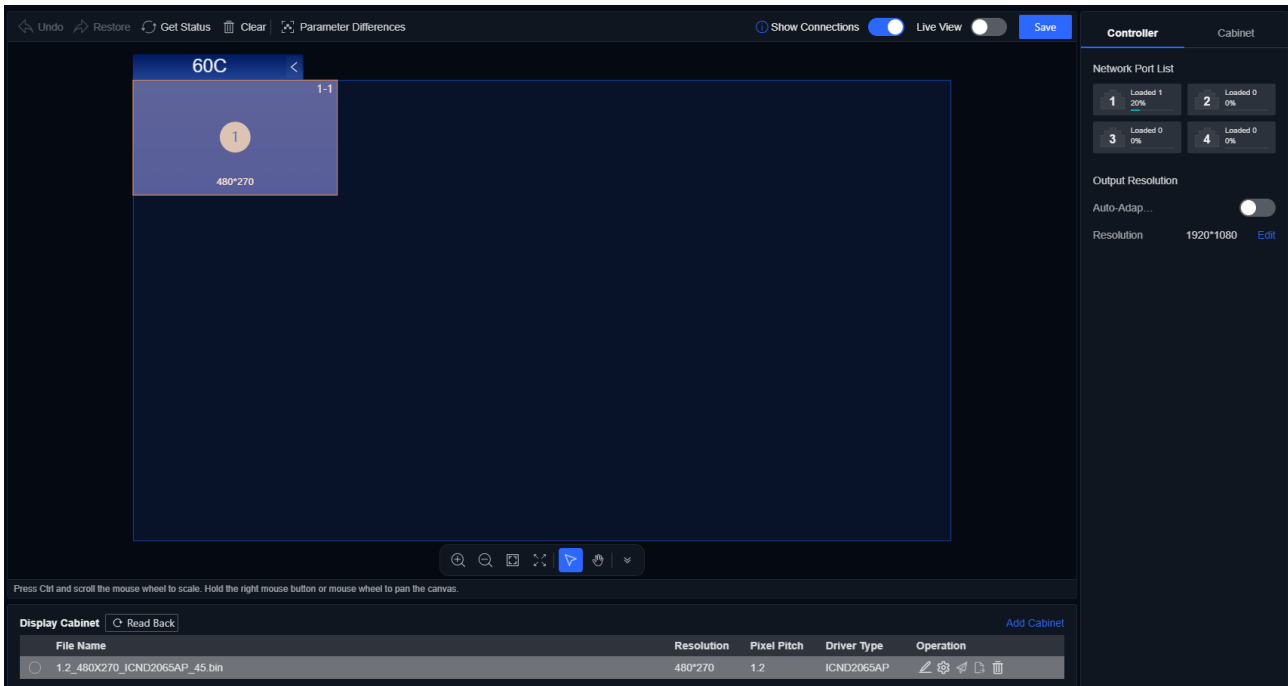 Undo Restore Get Status Clear Parameter Differences Show Connections Live View Save
Controller Cabinet
60C <
1-1
1
480*270
Network Port List
1 Loaded 1 20%
2 Loaded 0 0%
3 Loaded 0 0%
4 Loaded 0 0%
Output Resolution
Auto-Adap...
Resolution 1920*1080 Edit
Press Ctrl and scroll the mouse wheel to scale. Hold the right mouse button or mouse wheel to pan the canvas.
Display Cabinet Read Back Add Cabinet
File Name Resolution Pixel Pitch Driver Type Operation
1.2_480X270_ICND2065AP_45.bin 480*270 1.2 ICND2065AP